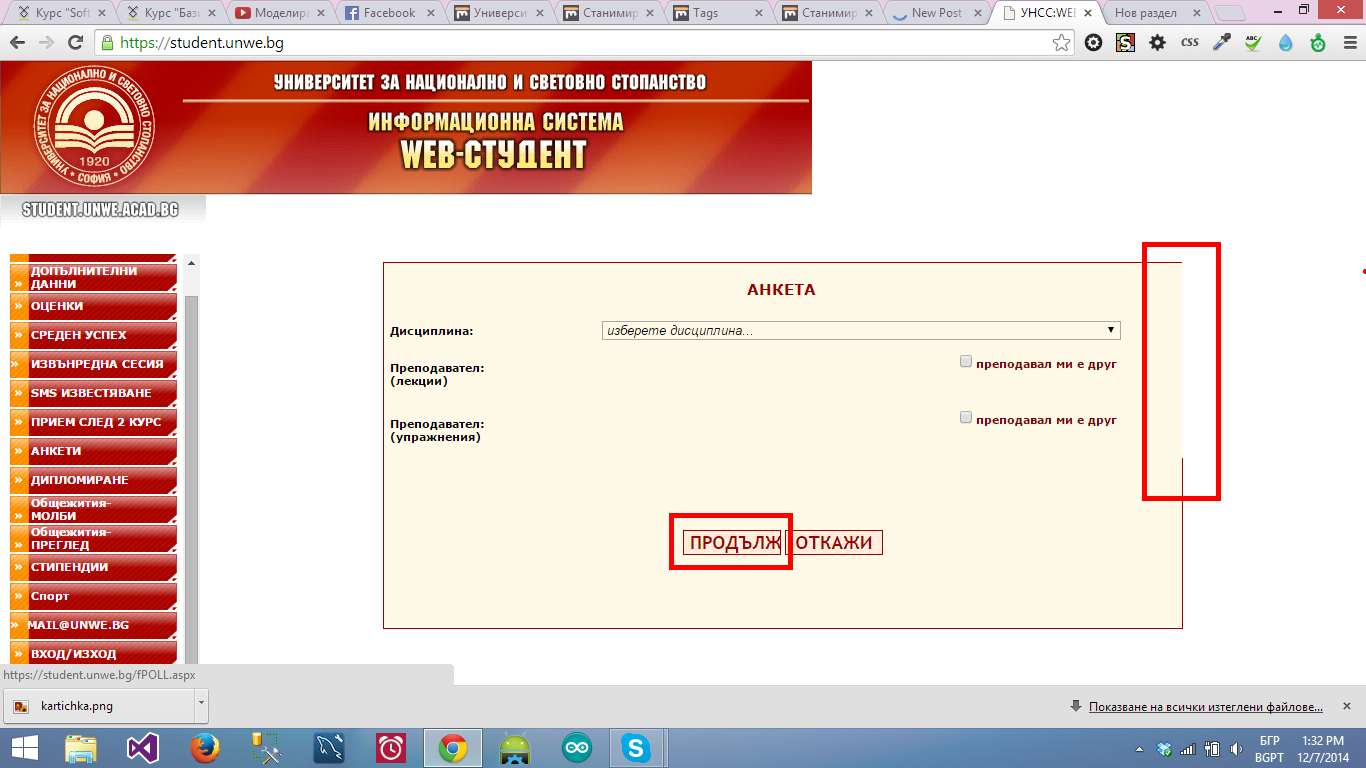 Курс "Soft
Курс "Бази
Моделира
Facebook
Универси
Станимир
Tags
Станимир
New Post
УНСС:WEB
Нов раздел
https://student.unwe.bg
ABC
CSS
УНИВЕРСИТЕТ ЗА НАЦИОНАЛНО И СВЕТОВНО СТОПАНСТВО
ИНФОРМАЦИОННА СИСТЕМА
WEB-СТУДЕНТ
УНИВЕРСИТЕТ ЗА НАЦИОНАЛНО И СВЕТОВНО СТОПАНСТВО
1920
СОФИЯ
STUDENT.UNWE.ACAD.BG
ДОПЪЛНИТЕЛНИ
ДАННИ
ОЦЕНКИ
СРЕДЕН УСПЕХ
ИЗВЪНРЕДНА СЕСИЯ
SMS ИЗВЕСТЯВАНЕ
ПРИЕМ СЛЕД 2 КУРС
АНКЕТИ
ДИПЛОМИРАНЕ
Общежития-
МОЛБИ
Общежития-
ПРЕГЛЕД
СТИПЕНДИИ
Спорт
MAIL@UNWE.BG
ВХОД/ИЗХОД
АНКЕТА
Дисциплина:
изберете дисциплина...
Преподавател:
(лекции)
преподавал ми е друг
Преподавател:
(упражнения)
преподавал ми е друг
ПРОДЪЛЖ
ОТКАЖИ
https://student.unwe.bg/fPOLL.aspx
kartichka.png
Показване на всички изтеглени файлове...
БГР
BGPT
1:32 PM
12/7/2014